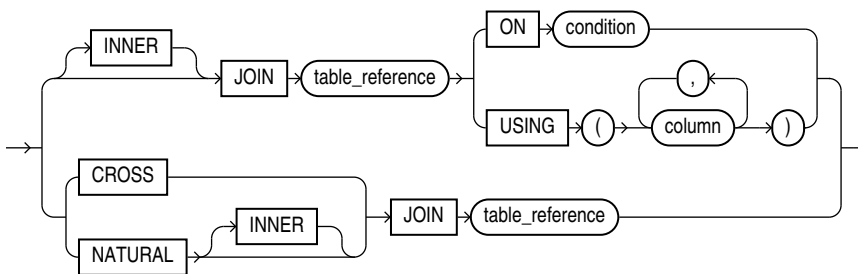 INNER
JOIN table_reference
ON condition
USING ( column , )
CROSS
NATURAL INNER
JOIN table_reference